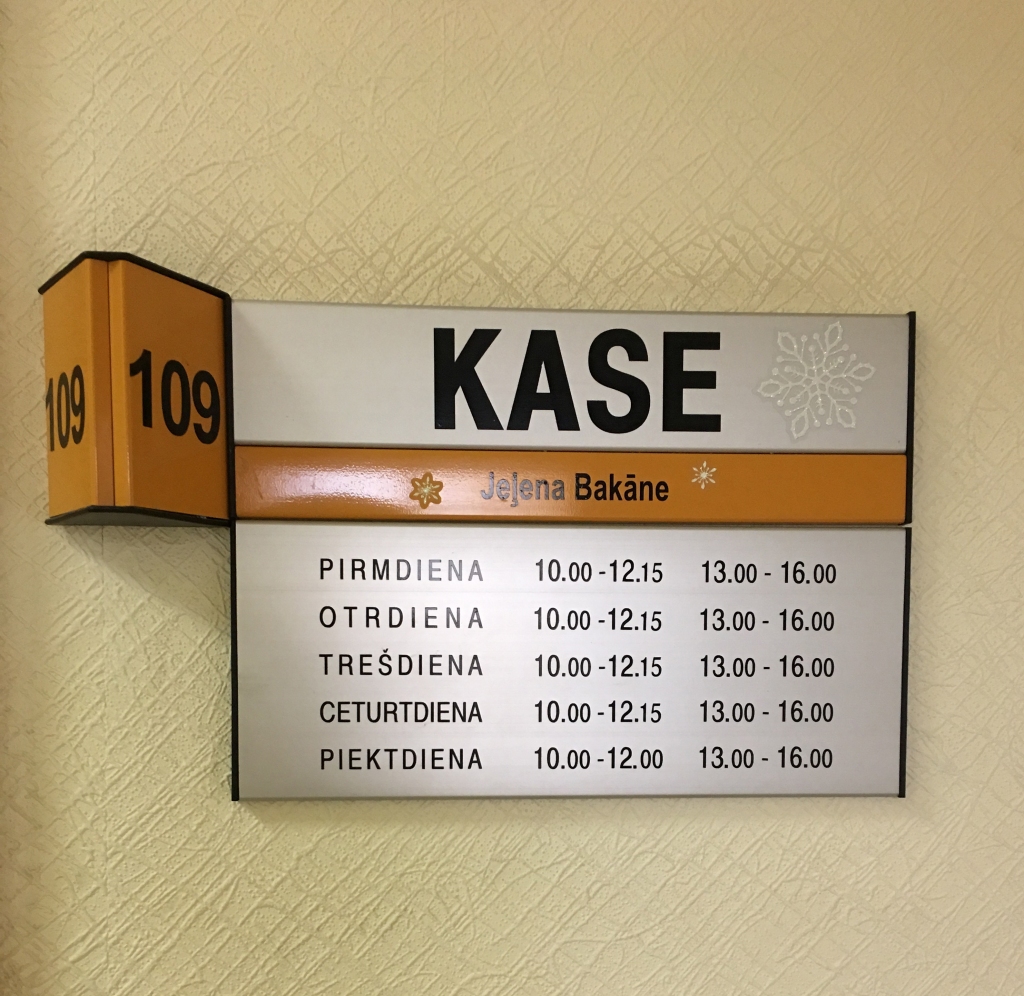 109
109
KASE
Jeļena Bakāne
PIRMDIENA 10.00 -12.15 13.00 - 16.00
OTRDIENA 10.00 -12.15 13.00 - 16.00
TREŠDIENA 10.00 -12.15 13.00 - 16.00
CETURTDIENA 10.00 -12.15 13.00 - 16.00
PIEKTDIENA 10.00 -12.00 13.00 - 16.00